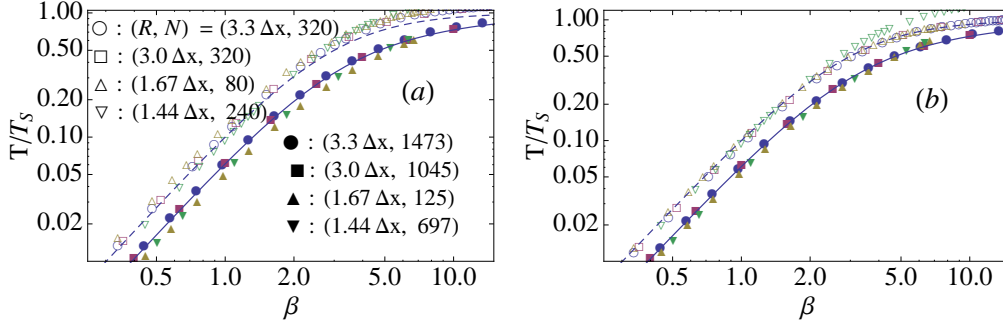 1.00
0.50
0.20
0.10
0.05
0.02
T/T_S
○ : (R, N) = (3.3 Δx, 320)
□ : (3.0 Δx, 320)
△ : (1.67 Δx, 80)
▽ : (1.44 Δx, 240)
(a)
● : (3.3 Δx, 1473)
■ : (3.0 Δx, 1045)
▲ : (1.67 Δx, 125)
▼ : (1.44 Δx, 697)
0.5 1.0 2.0 5.0 10.0
β
1.00
0.50
0.20
0.10
0.05
0.02
T/T_S
(b)
0.5 1.0 2.0 5.0 10.0
β